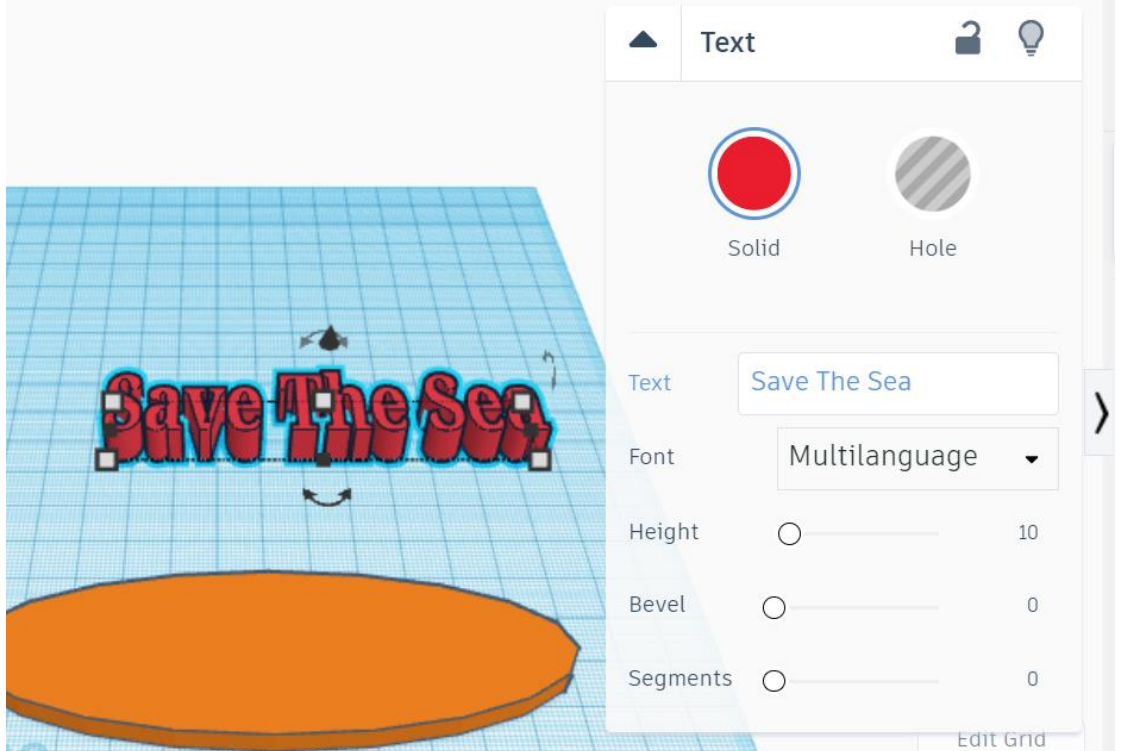 Text
Solid Hole
Save The Sea
Text Save The Sea
Font Multilanguage
Height 10
Bevel 0
Segments 0
Edit Grid